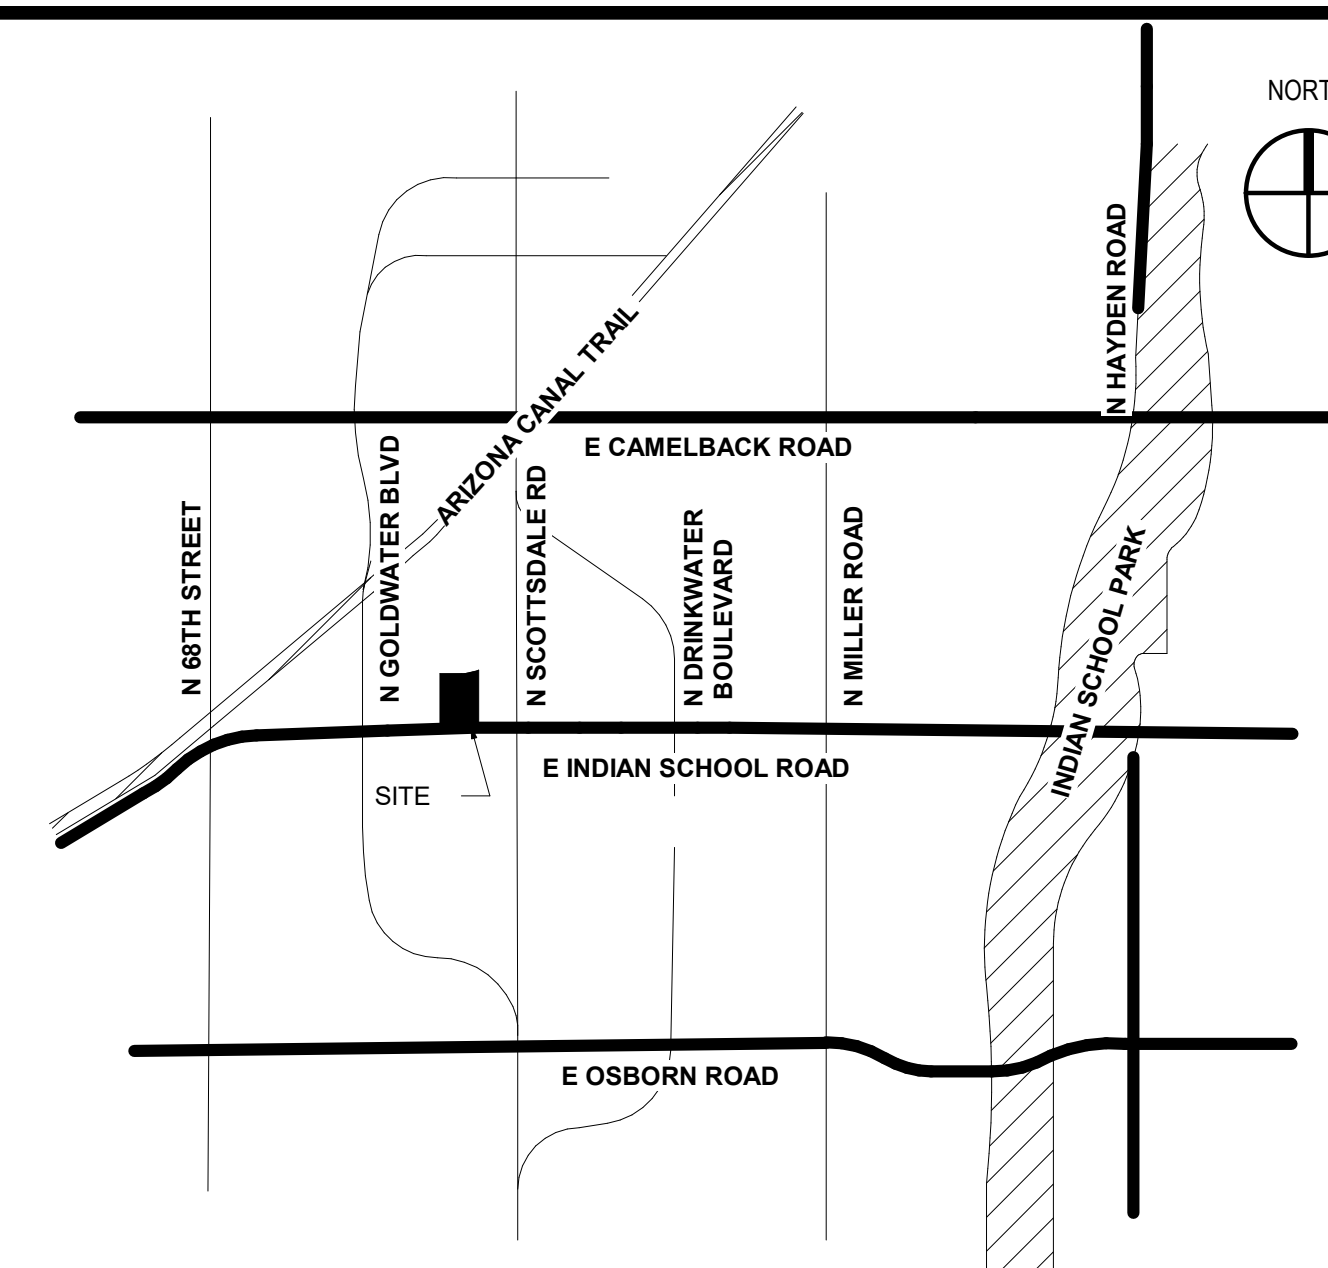 NORT
N HAYDEN ROAD
ARIZONA CANAL TRAIL
E CAMELBACK ROAD
N 68TH STREET
N GOLDWATER BLVD
N SCOTTSDALE RD
N DRINKWATER
BOULEVARD
N MILLER ROAD
INDIAN SCHOOL PARK
E INDIAN SCHOOL ROAD
SITE
E OSBORN ROAD